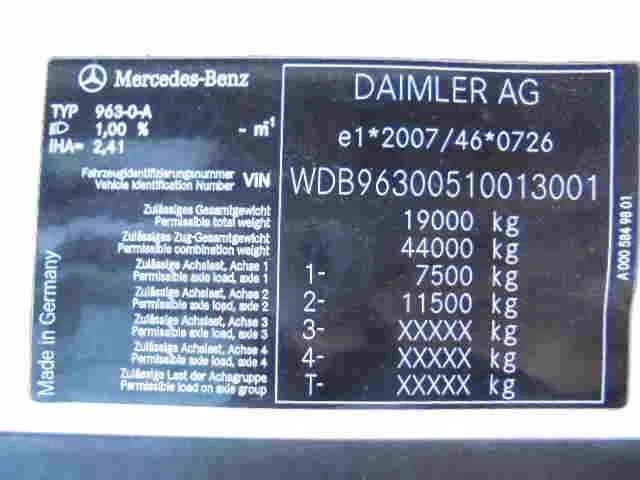 Mercedes-Benz
TYP 963-0-A
1,00 % - m¹
IHA= 2,41
Fahrzeugidentifizierungsnummer
Vehicle Identification Number VIN
Zulässiges Gesamtgewicht
Permissible total weight
Zulässiges Zug-Gesamtgewicht
Permissible combination weight
Zulässige Achslast, Achse 1
Permissible axle load, axle 1
Zulässige Achslast, Achse 2
Permissible axle load, axle 2
Zulässige Achslast, Achse 3
Permissible axle load, axle 3
Zulässige Achslast, Achse 4
Permissible axle load, axle 4
Zulässige Last der Achsgruppe
Permissible load on axle group
Made in Germany
DAIMLER AG
e1*2007/46*0726
WDB96300510013001
19000 kg
44000 kg
1- 7500 kg
2- 11500 kg
3- XXXXX kg
4- XXXXX kg
T- XXXXX kg
A 000 584 98 01